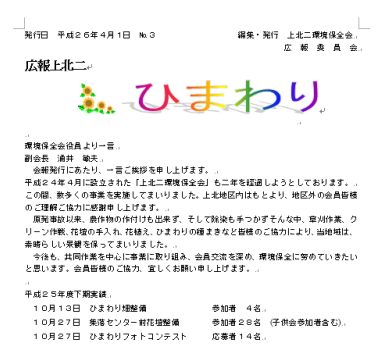 発行日　平成26年4月1日　№3　編集・発行　上北二環境保全会
広　報　委　員　会
広報上北二
ひまわり
環境保全会役員より一言
副会長　涌井　敏夫
会報発行にあたり、一言ご挨拶を申し上げます。
平成24年4月に設立された「上北二環境保全会」も二年を経過しようとしております。
この間、数多くの事業を実施してまいりました。上北地区内はもとより、地区外の会員皆様
のご理解ご協力に感謝申し上げます。
原発事故以来、農作物の作付けも出来ず、そして除染も手つかずそんな中、草刈作業、ク
リーン作戦、花壇の手入れ、花植え、ひまわりの種まきなど皆様のご協力により、当地域は、
素晴らしい景観を保ってまいりました。
今後も、共同作業を中心に事業に取り組み、会員交流を深め、環境保全に努めていきたい
と思います。会員皆様のご協力、宜しくお願い申し上げます。
平成25年度下期実績
10月13日　ひまわり畑整備　参加者　4名
10月27日　集落センター前花壇整備　参加者28名　(子供会参加者含む)
10月27日　ひまわりフォトコンテスト　応募者14名